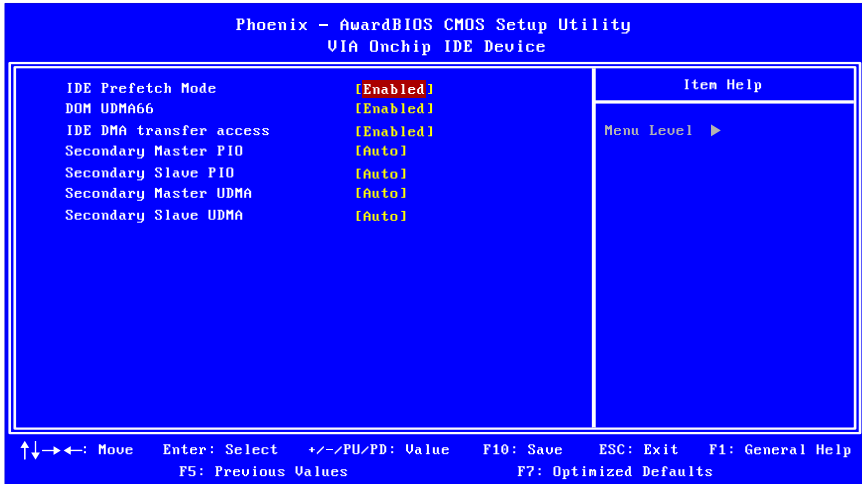 Phoenix – AwardBIOS CMOS Setup Utility
VIA Onchip IDE Device
IDE Prefetch Mode [Enabled]
DOM UDMA66 [Enabled]
IDE DMA transfer access [Enabled]
Secondary Master PIO [Auto]
Secondary Slave PIO [Auto]
Secondary Master UDMA [Auto]
Secondary Slave UDMA [Auto]
Item Help
Menu Level ▶
↑↓→←: Move Enter: Select +/-/PU/PD: Value F10: Save ESC: Exit F1: General Help
F5: Previous Values F7: Optimized Defaults